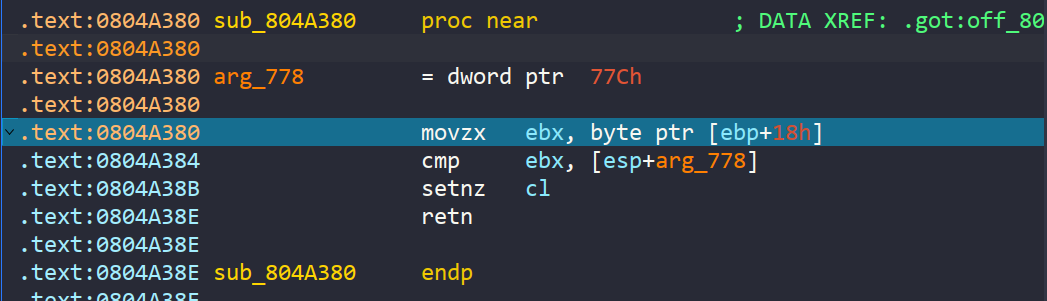 .text:0804A380 sub_804A380 proc near ; DATA XREF: .got:off_80
.text:0804A380
.text:0804A380 arg_778 = dword ptr 77Ch
.text:0804A380
.text:0804A380 movzx ebx, byte ptr [ebp+18h]
.text:0804A384 cmp ebx, [esp+arg_778]
.text:0804A38B setnz cl
.text:0804A38E retn
.text:0804A38E
.text:0804A38E sub_804A380 endp
.text:0804A38E